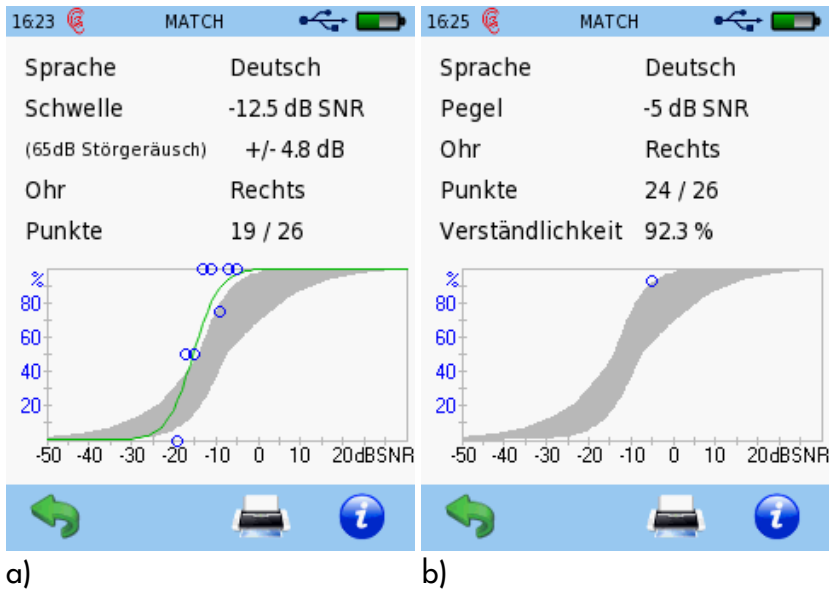 16:23 MATCH
Sprache Deutsch
Schwelle -12.5 dB SNR
(65dB Störgeräusch) +/- 4.8 dB
Ohr Rechts
Punkte 19 / 26
%
80
60
40
20
-50 -40 -30 -20 -10 0 10 20dBSNR
a)
16:25 MATCH
Sprache Deutsch
Pegel -5 dB SNR
Ohr Rechts
Punkte 24 / 26
Verständlichkeit 92.3 %
%
80
60
40
20
-50 -40 -30 -20 -10 0 10 20dBSNR
b)